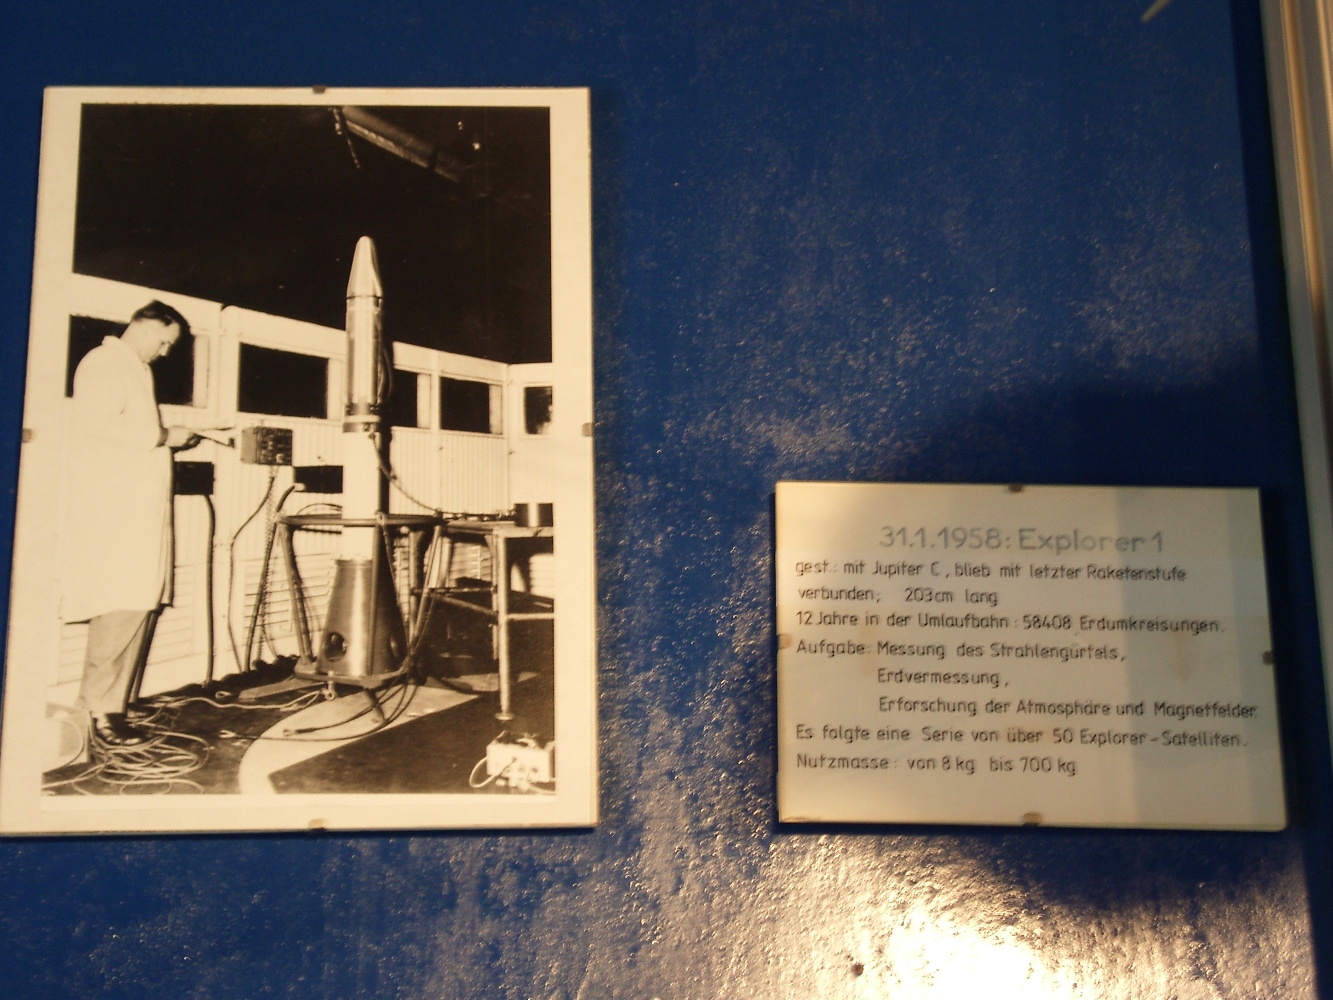 31.1.1958: Explorer 1
gest.: mit Jupiter C, blieb mit letzter Raketenstufe
verbunden; 203cm lang
12 Jahre in der Umlaufbahn: 58408 Erdumkreisungen.
Aufgabe: Messung des Strahlengürtels,
Erdvermessung,
Erforschung der Atmosphäre und Magnetfelder.
Es folgte eine Serie von über 50 Explorer-Satelliten.
Nutzmasse: von 8 kg bis 700 kg